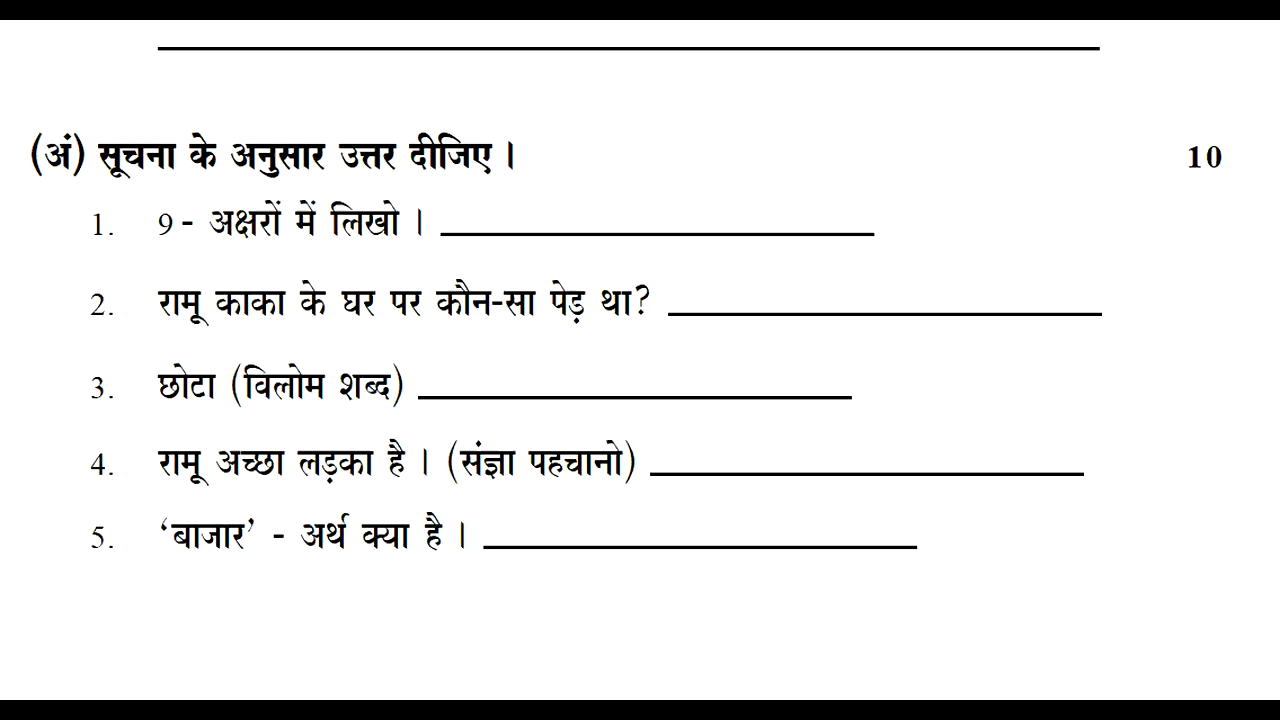 (अं) सूचना के अनुसार उत्तर दीजिए । 10
1. 9 - अक्षरों में लिखो ।
2. रामू काका के घर पर कौन-सा पेड़ था?
3. छोटा (विलोम शब्द)
4. रामू अच्छा लड़का है । (संज्ञा पहचानो)
5. ‘बाजार’ - अर्थ क्या है ।